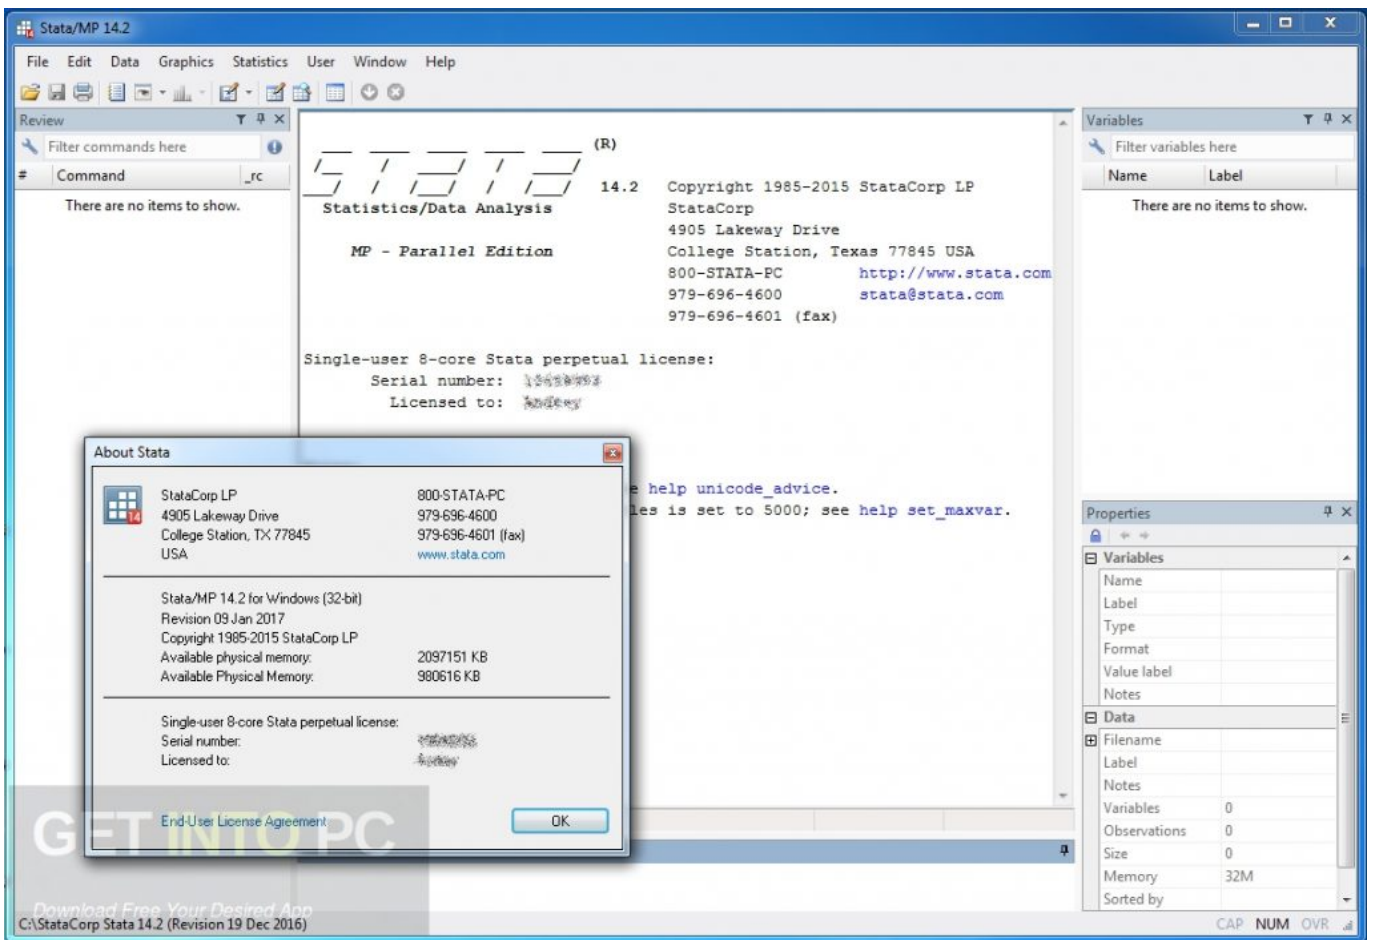 Stata/MP 14.2
File Edit Data Graphics Statistics User Window Help
Review
Filter commands here
# Command _rc
There are no items to show.
(R)
14.2 Copyright 1985-2015 StataCorp LP
Statistics/Data Analysis StataCorp
4905 Lakeway Drive
MP - Parallel Edition College Station, Texas 77845 USA
800-STATA-PC http://www.stata.com
979-696-4600 stata@stata.com
979-696-4601 (fax)
Single-user 8-core Stata perpetual license:
Serial number:
Licensed to:
help unicode_advice.
is set to 5000; see help set_maxvar.
Variables
Filter variables here
Name Label
There are no items to show.
Properties
Variables
Name
Label
Type
Format
Value label
Notes
Data
Filename
Label
Notes
Variables 0
Observations 0
Size 0
Memory 32M
Sorted by
About Stata
StataCorp LP 800-STATA-PC
4905 Lakeway Drive 979-696-4600
College Station, TX 77845 979-696-4601 (fax)
USA www.stata.com
14
Stata/MP 14.2 for Windows (32-bit)
Revision 09 Jan 2017
Copyright 1985-2015 StataCorp LP
Available physical memory: 2097151 KB
Available Physical Memory: 980616 KB
Single-user 8-core Stata perpetual license:
Serial number:
Licensed to:
End-User License Agreement OK
GET INTO PC
Download Free Your Desired App
C:\StataCorp Stata 14.2 (Revision 19 Dec 2016)
CAP NUM OVR